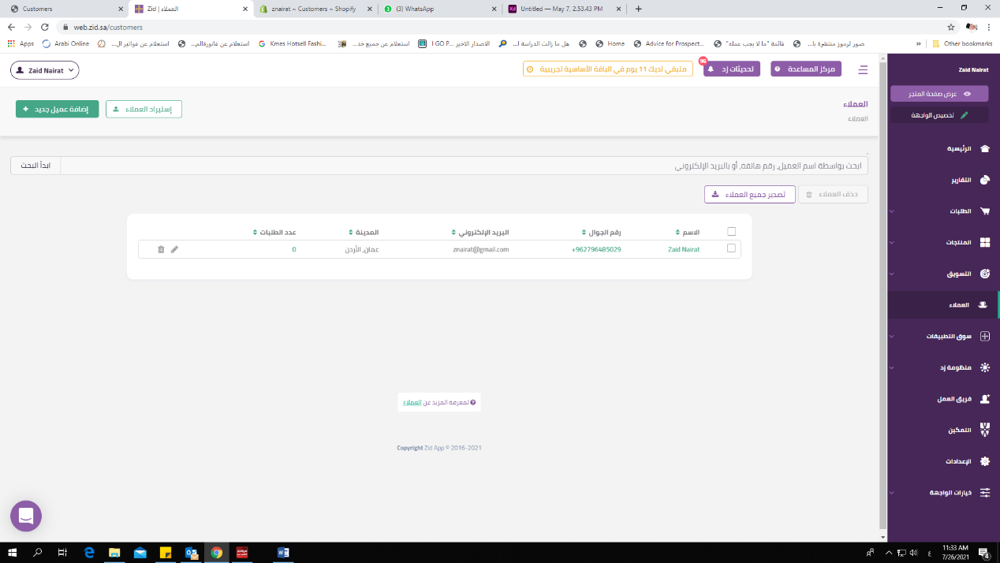 Customers
Zid | العملاء
znairat ~ Customers ~ Shopify
(3) WhatsApp
Untitled — May 7, 2.53.43 PM
web.zid.sa/customers
Apps
Arabi Online
استعلام عن فواتير ال...
استعلام عن فاتورةالم...
Kmes Hotsell Fashi...
استعلام عن جميع خد...
الاصدار الاخير ...I GO P
هل ما زالت الدراسة ا...
Home
Advice for Prospect...
قائمة "ما لا يجب عمله"
صور لرموز منتشرة با...
Other bookmarks
Zaid Nairat
متبقي لديك 11 يوم في الباقة الأساسية تجريبية
96
تحديثات زد
مركز المساعدة
Zaid Nairat
عرض صفحة المتجر
تخصيص الواجهة
العملاء
العملاء
إستيراد العملاء
إضافة عميل جديد
ابحث بواسطة اسم العميل، رقم هاتفه، أو بالبريد الإلكتروني
ابدأ البحث
حذف العملاء
تصدير جميع العملاء
الاسم
رقم الجوال
البريد الإلكتروني
المدينة
عدد الطلبات
Zaid Nairat
+962796485029
znairat@gmail.com
عمان, الأردن
0
الرئيسية
التقارير
الطلبات
المنتجات
التسويق
العملاء
سوق التطبيقات
منظومة زد
فريق العمل
التمكين
الإعدادات
خيارات الواجهة
لمعرفة المزيد عن العملاء
Copyright Zid App © 2016-2021
ع
11:33 AM
7/26/2021
4